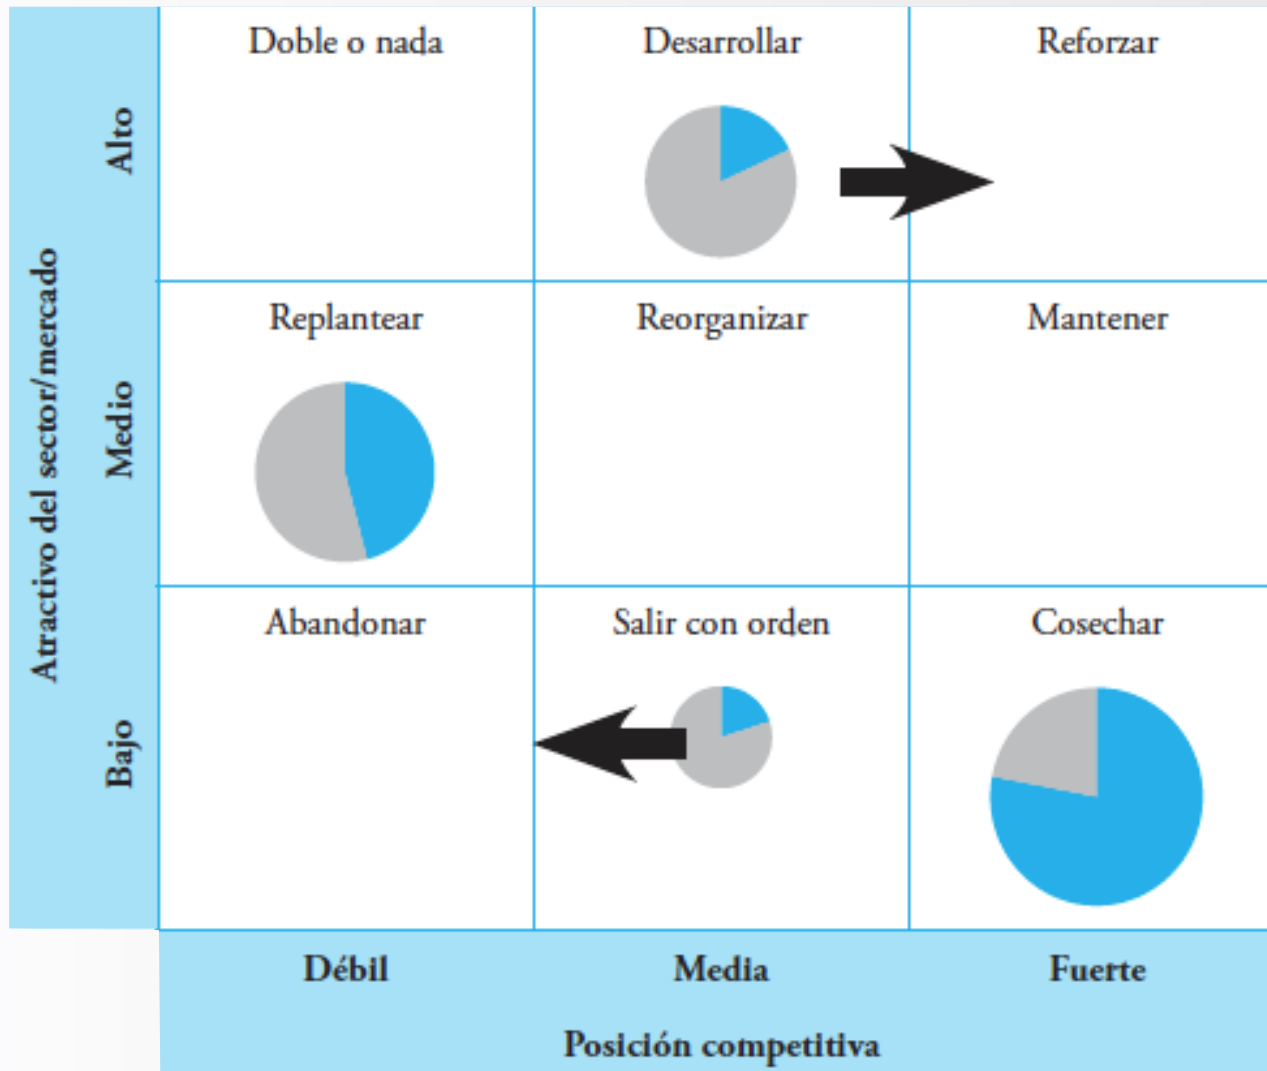 Doble o nada
Desarrollar
Reforzar
Alto
Replantear
Reorganizar
Mantener
Medio
Atractivo del sector/mercado
Abandonar
Salir con orden
Cosechar
Bajo
Débil
Media
Fuerte
Posición competitiva